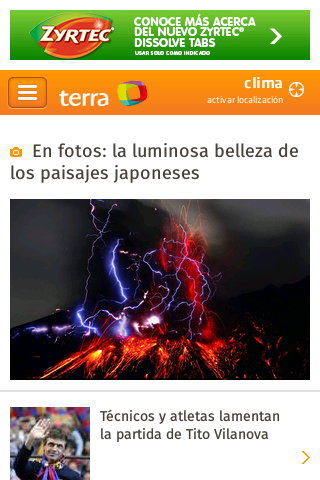 ZYRTEC®
CONOCE MÁS ACERCA
DEL NUEVO ZYRTEC®
DISSOLVE TABS
USAR SOLO COMO INDICADO
terra
clima
activar localización
En fotos: la luminosa belleza de
los paisajes japoneses
Técnicos y atletas lamentan
la partida de Tito Vilanova